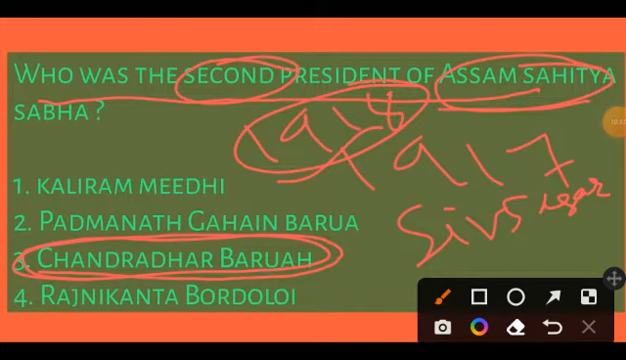 WHO WAS THE SECOND PRESIDENT OF ASSAM SAHITYA
SABHA ?
1918
1917
Sivsagar
1. KALIRAM MEEDHI
2. PADMANATH GAHAIN BARUA
3. CHANDRADHAR BARUAH
4. RAJNIKANTA BORDOLOI